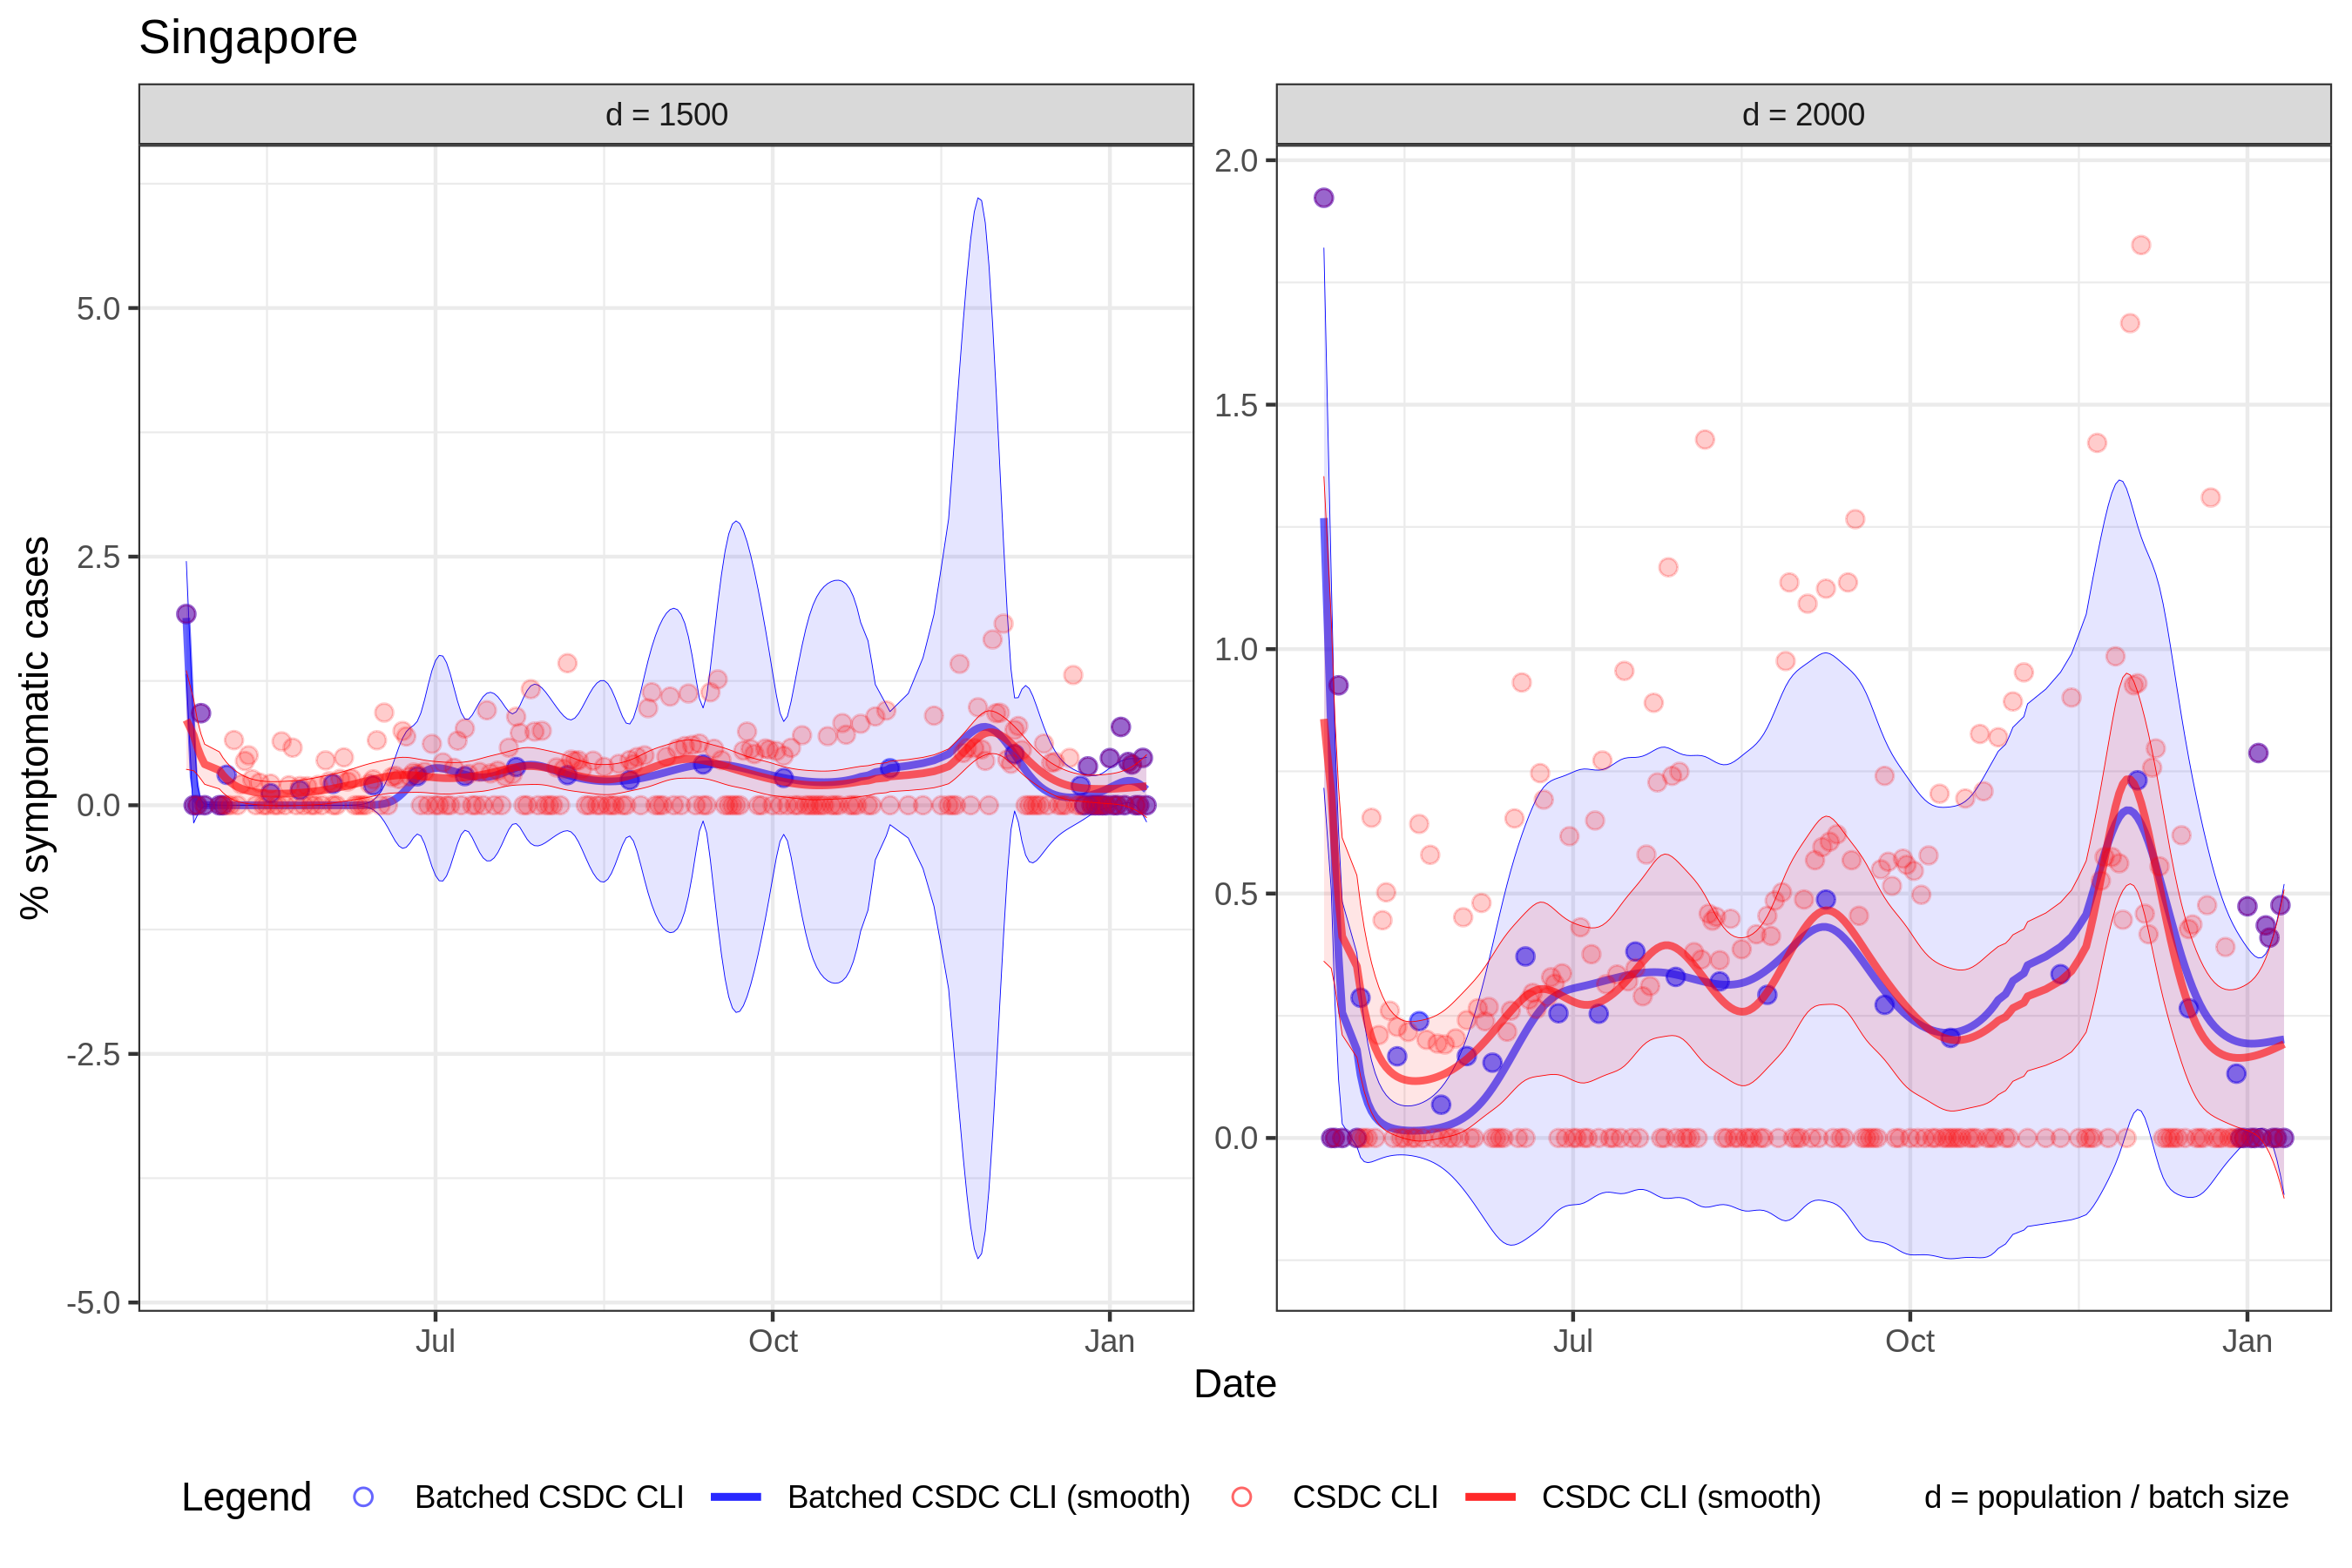 Singapore
d = 1500
d = 2000
% symptomatic cases
5.0
2.5
0.0
-2.5
-5.0
2.0
1.5
1.0
0.5
0.0
Jul
Oct
Jan
Jul
Oct
Jan
Date
Legend
Batched CSDC CLI
Batched CSDC CLI (smooth)
CSDC CLI
CSDC CLI (smooth)
d = population / batch size